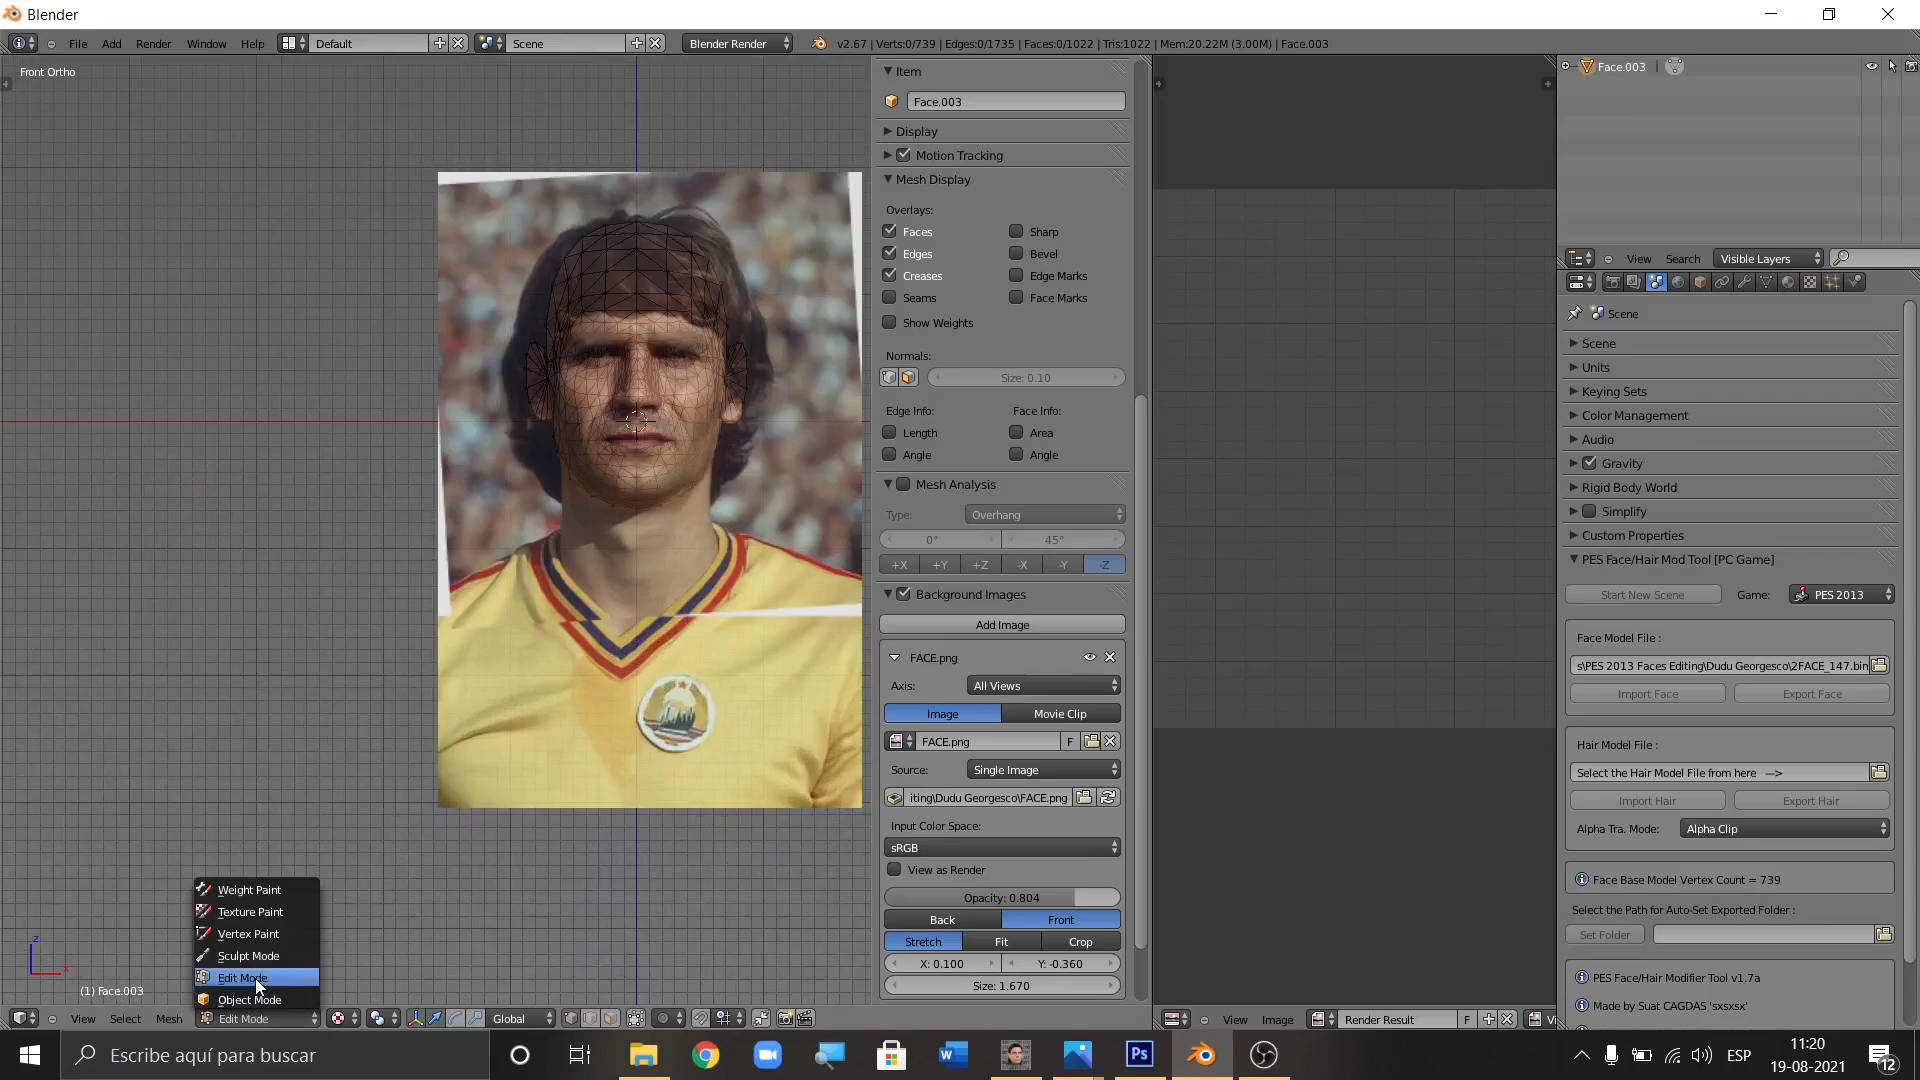 Blender
File Add Render Window Help Default Scene Blender Render v2.67 | Verts:0/739 | Edges:0/1735 | Faces:0/1022 | Tris:1022 | Mem:20.22M (3.00M) | Face.003
Front Ortho
Item
Face.003
Display
Motion Tracking
Mesh Display
Overlays:
Faces Sharp
Edges Bevel
Creases Edge Marks
Seams Face Marks
Show Weights
Normals:
Size: 0.10
Edge Info: Face Info:
Length Area
Angle Angle
Mesh Analysis
Type: Overhang
0° 45°
+X +Y +Z -X -Y -Z
Background Images
Add Image
FACE.png
Axis: All Views
Image Movie Clip
FACE.png F
Source: Single Image
iting\Dudu Georgesco\FACE.png
Input Color Space:
sRGB
View as Render
Opacity: 0.804
Back Front
Stretch Fit Crop
X: 0.100 Y: -0.360
Size: 1.670
Face.003
View Search Visible Layers
Scene
Scene
Units
Keying Sets
Color Management
Audio
Gravity
Rigid Body World
Simplify
Custom Properties
PES Face/Hair Mod Tool [PC Game]
Start New Scene Game: PES 2013
Face Model File :
s\PES 2013 Faces Editing\Dudu Georgesco\2FACE_147.bin
Import Face Export Face
Hair Model File :
Select the Hair Model File from here --->
Import Hair Export Hair
Alpha Tra. Mode: Alpha Clip
Face Base Model Vertex Count = 739
Select the Path for Auto-Set Exported Folder :
Set Folder
PES Face/Hair Modifier Tool v1.7a
Made by Suat CAGDAS 'sxsxsx'
Weight Paint
Texture Paint
Vertex Paint
Sculpt Mode
Edit Mode
Object Mode
z
x
(1) Face.003
View Select Mesh Edit Mode Global
View Image Render Result F
Escribe aquí para buscar
W
Ps
ESP
11:20
19-08-2021
12